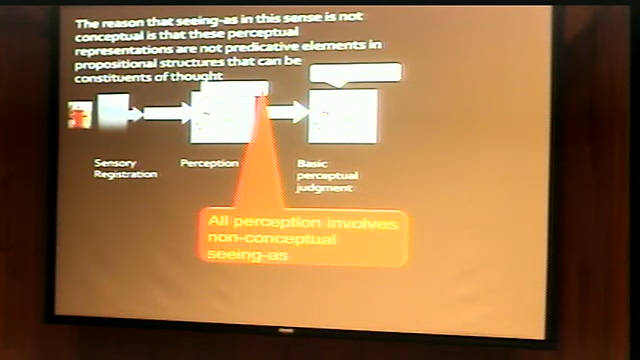 The reason that seeing-as in this sense is not
conceptual is that these perceptual
representations are not predicative elements in
propositional structures that can be
constituents of thought
Sensory
Registration
Perception
Basic
perceptual
judgment
All perception involves
non-conceptual
seeing-as